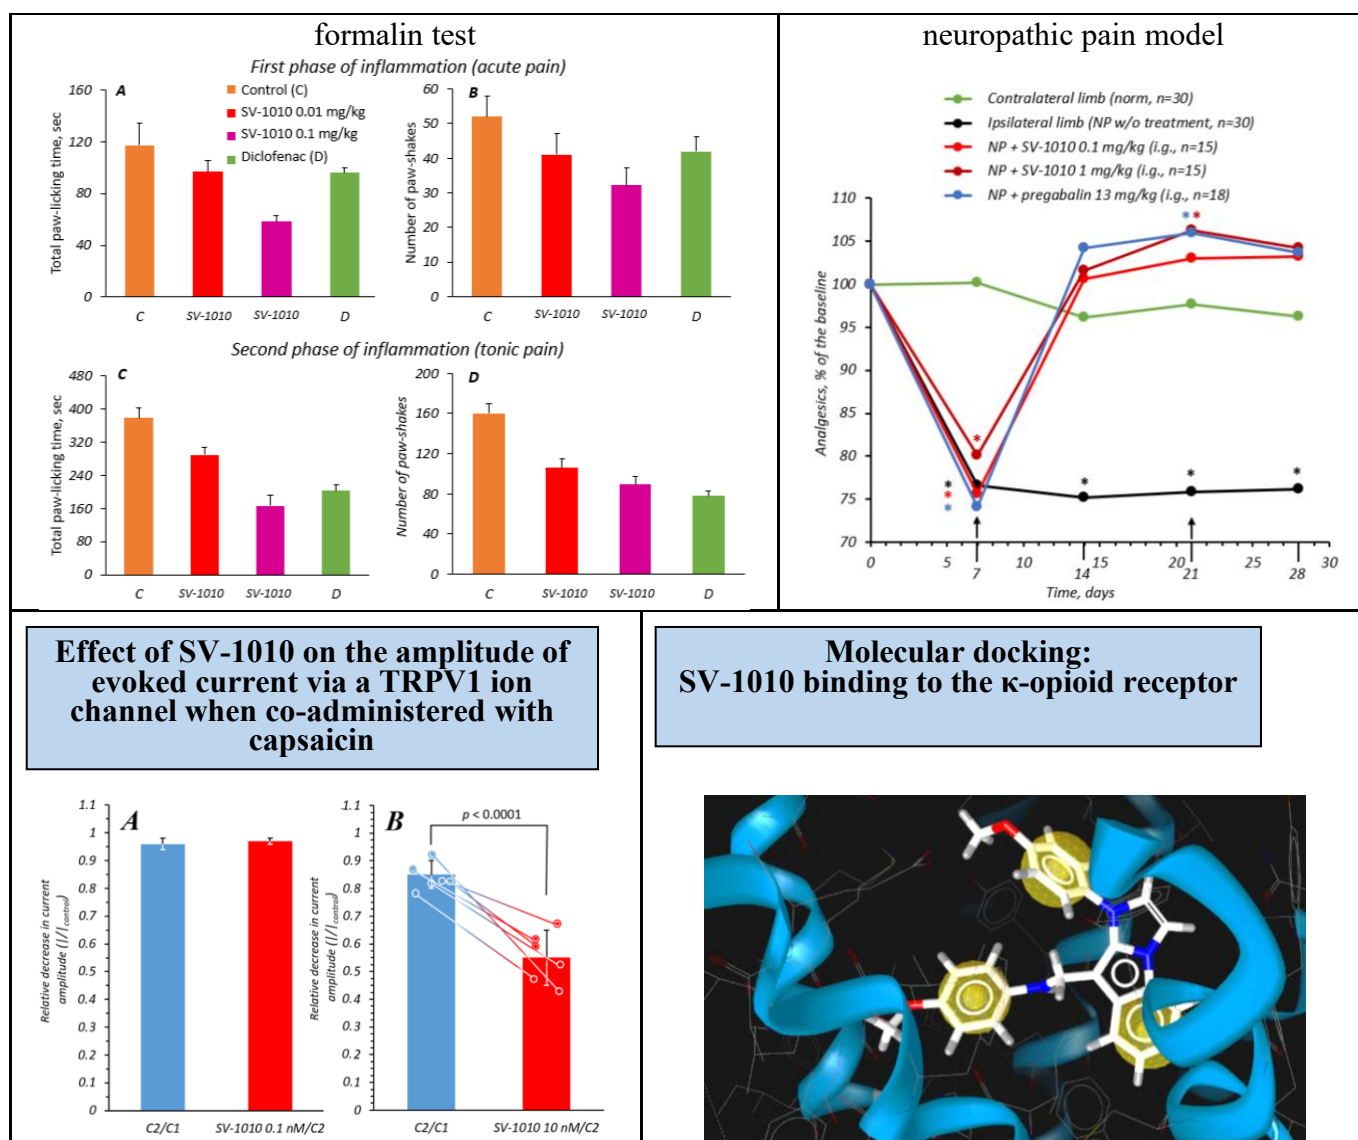 formalin test
First phase of inflammation (acute pain)
A
Control (C)
SV-1010 0.01 mg/kg
SV-1010 0.1 mg/kg
Diclofenac (D)
Total paw-licking time, sec
160
120
80
40
0
C
SV-1010
SV-1010
D
B
Number of paw-shakes
60
50
40
30
20
10
0
C
SV-1010
SV-1010
D
Second phase of inflammation (tonic pain)
C
Total paw-licking time, sec
480
400
320
240
160
80
0
C
SV-1010
SV-1010
D
D
Number of paw-shakes
200
160
120
80
40
0
C
SV-1010
SV-1010
D
neuropathic pain model
Contralateral limb (norm, n=30)
Ipsilateral limb (NP w/o treatment, n=30)
NP + SV-1010 0.1 mg/kg (i.g., n=15)
NP + SV-1010 1 mg/kg (i.g., n=15)
NP + pregabalin 13 mg/kg (i.g., n=18)
Analgesics, % of the baseline
110
105
100
95
90
85
80
75
70
* *
*
*
*
*
*
*
*
*
0 5 10 15 20 25 30
7 14 21 28
Time, days
Effect of SV-1010 on the amplitude of
evoked current via a TRPV1 ion
channel when co-administered with
capsaicin
A
Relative decrease in current
amplitude (I/I control)
1.1
1
0.9
0.8
0.7
0.6
0.5
0.4
0.3
0.2
0.1
0
C2/C1
SV-1010 0.1 nM/C2
B
p < 0.0001
Relative decrease in current
amplitude (I/I control)
1.1
1
0.9
0.8
0.7
0.6
0.5
0.4
0.3
0.2
0.1
0
C2/C1
SV-1010 10 nM/C2
Molecular docking:
SV-1010 binding to the κ-opioid receptor